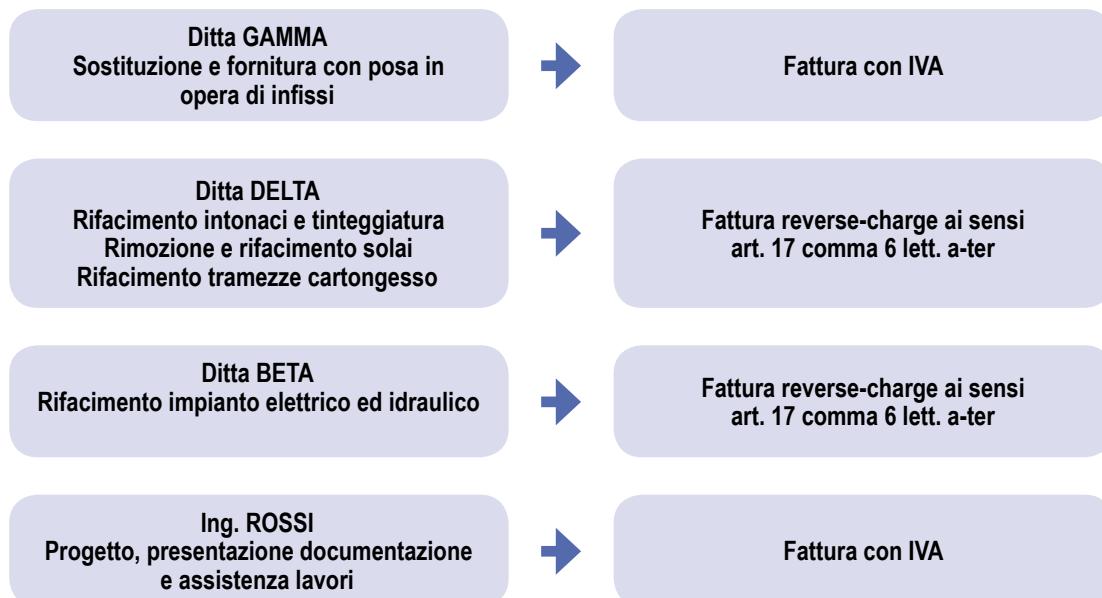 Ditta GAMMA
Sostituzione e fornitura con posa in
opera di infissi
Fattura con IVA
Ditta DELTA
Rifacimento intonaci e tinteggiatura
Rimozione e rifacimento solai
Rifacimento tramezze cartongesso
Fattura reverse-charge ai sensi
art. 17 comma 6 lett. a-ter
Ditta BETA
Rifacimento impianto elettrico ed idraulico
Fattura reverse-charge ai sensi
art. 17 comma 6 lett. a-ter
Ing. ROSSI
Progetto, presentazione documentazione
e assistenza lavori
Fattura con IVA